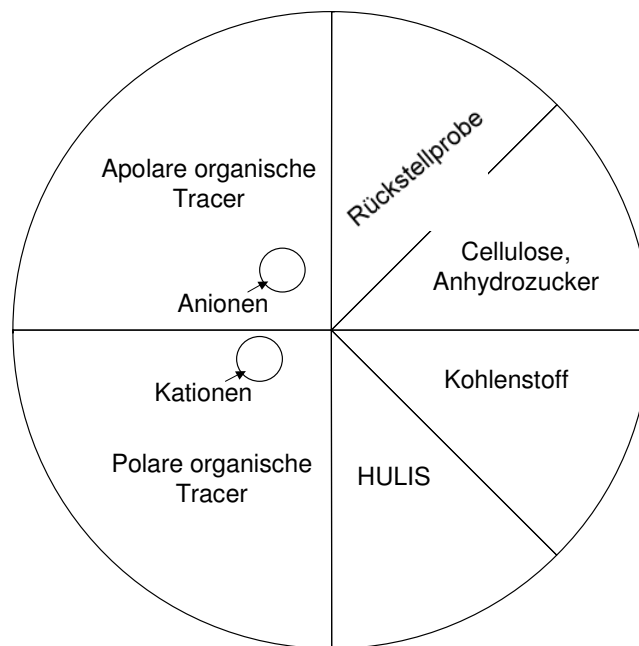 Rückstellprobe
Apolare organische
Tracer
Cellulose,
Anhydrozucker
Anionen
Kationen
Kohlenstoff
Polare organische
Tracer
HULIS